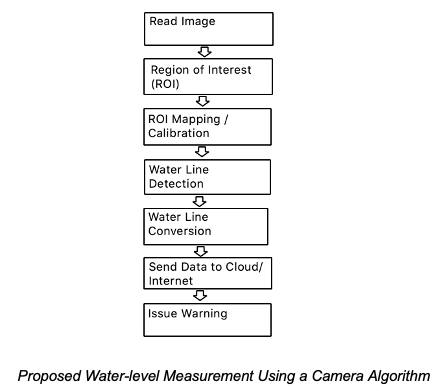 Read Image
Region of Interest
(ROI)
ROI Mapping /
Calibration
Water Line
Detection
Water Line
Conversion
Send Data to Cloud/
Internet
Issue Warning
Proposed Water-level Measurement Using a Camera Algorithm